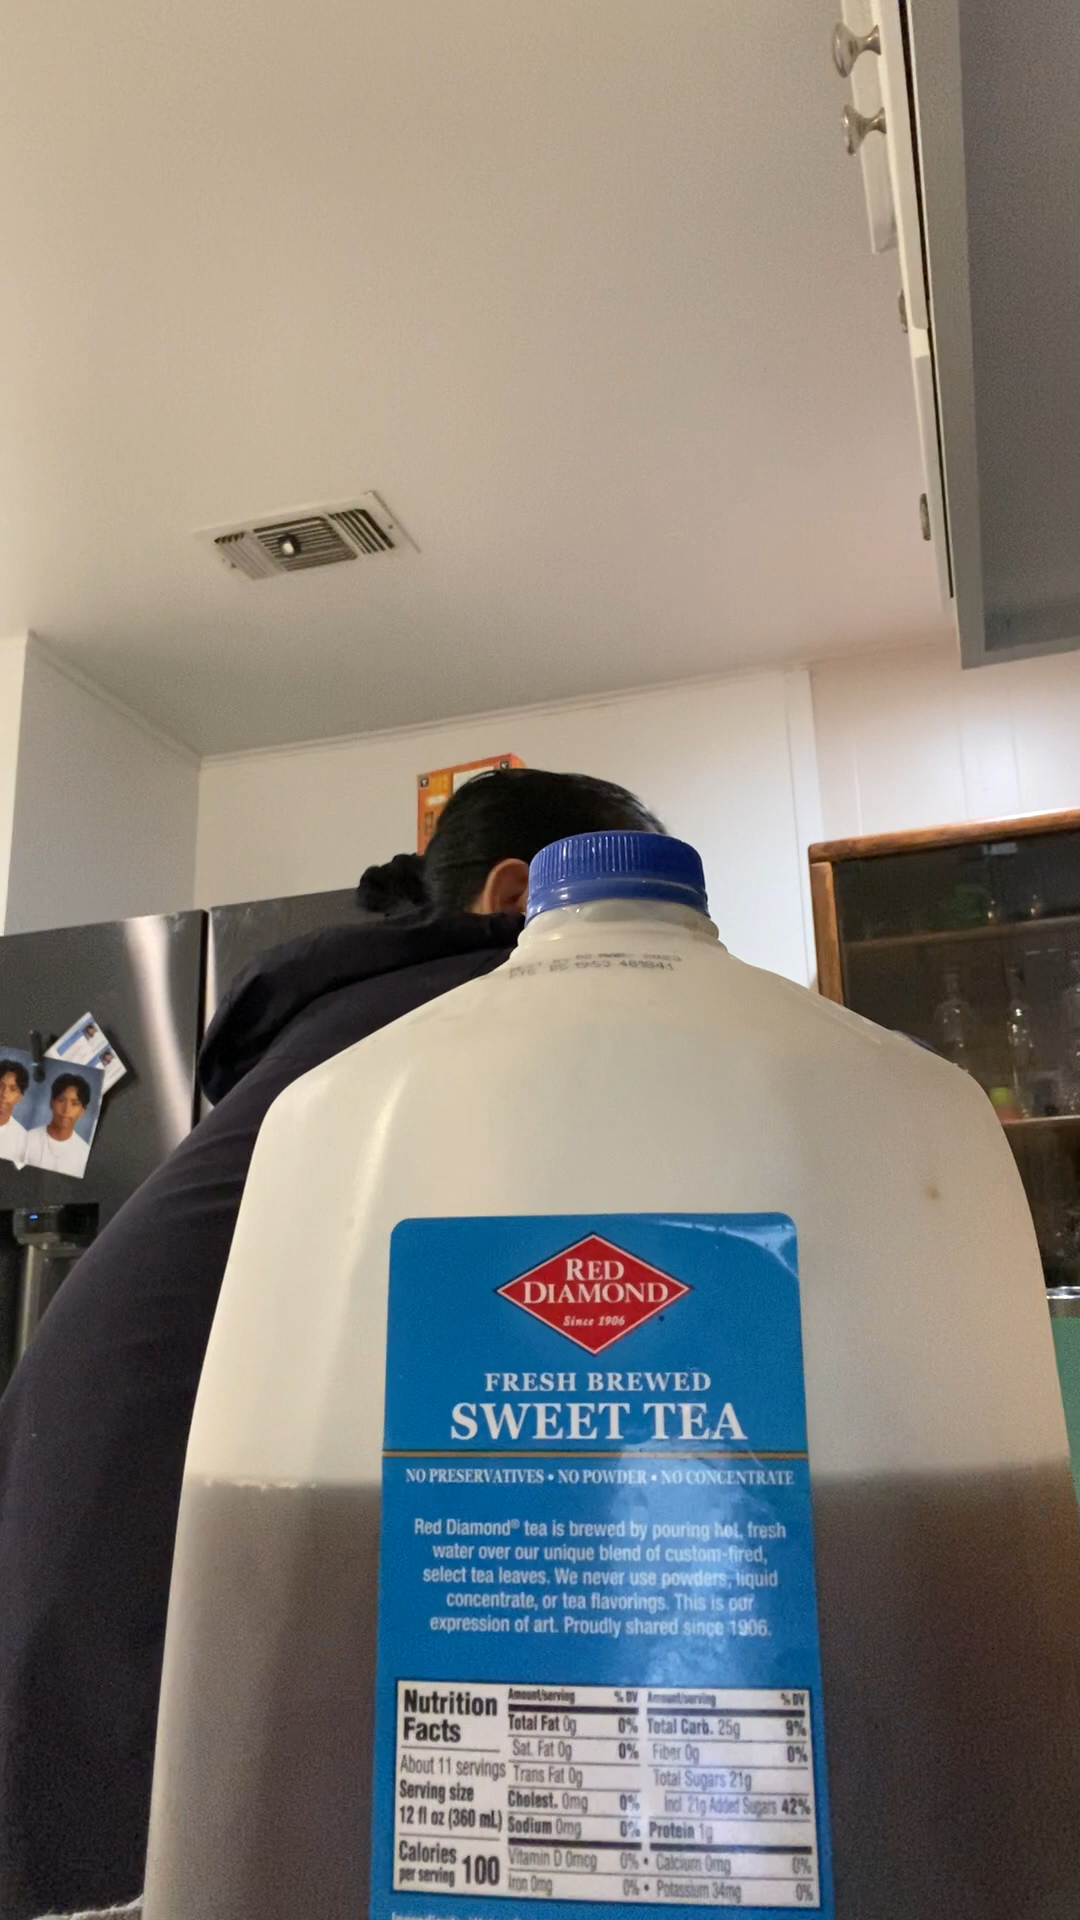 RED
DIAMOND
Since 1906
FRESH BREWED
SWEET TEA
NO PRESERVATIVES • NO POWDER • NO CONCENTRATE
Red Diamond® tea is brewed by pouring hot, fresh
water over our unique blend of custom-fired,
select tea leaves. We never use powders, liquid
concentrate, or tea flavorings. This is our
expression of art. Proudly shared since 1906.
Nutrition
Facts
About 11 servings
Serving size
12 fl oz (360 mL)
Calories
per serving 100
Amount/serving % DV
Total Fat 0g 0%
Sat. Fat 0g 0%
Trans Fat 0g
Cholest. 0mg 0%
Sodium 0mg 0%
Amount/serving % DV
Total Carb. 25g 9%
Fiber 0g 0%
Total Sugars 21g
Incl. 21g Added Sugars 42%
Protein 1g
Vitamin D 0mcg 0% • Calcium 0mg 0%
Iron 0mg 0% • Potassium 34mg 0%